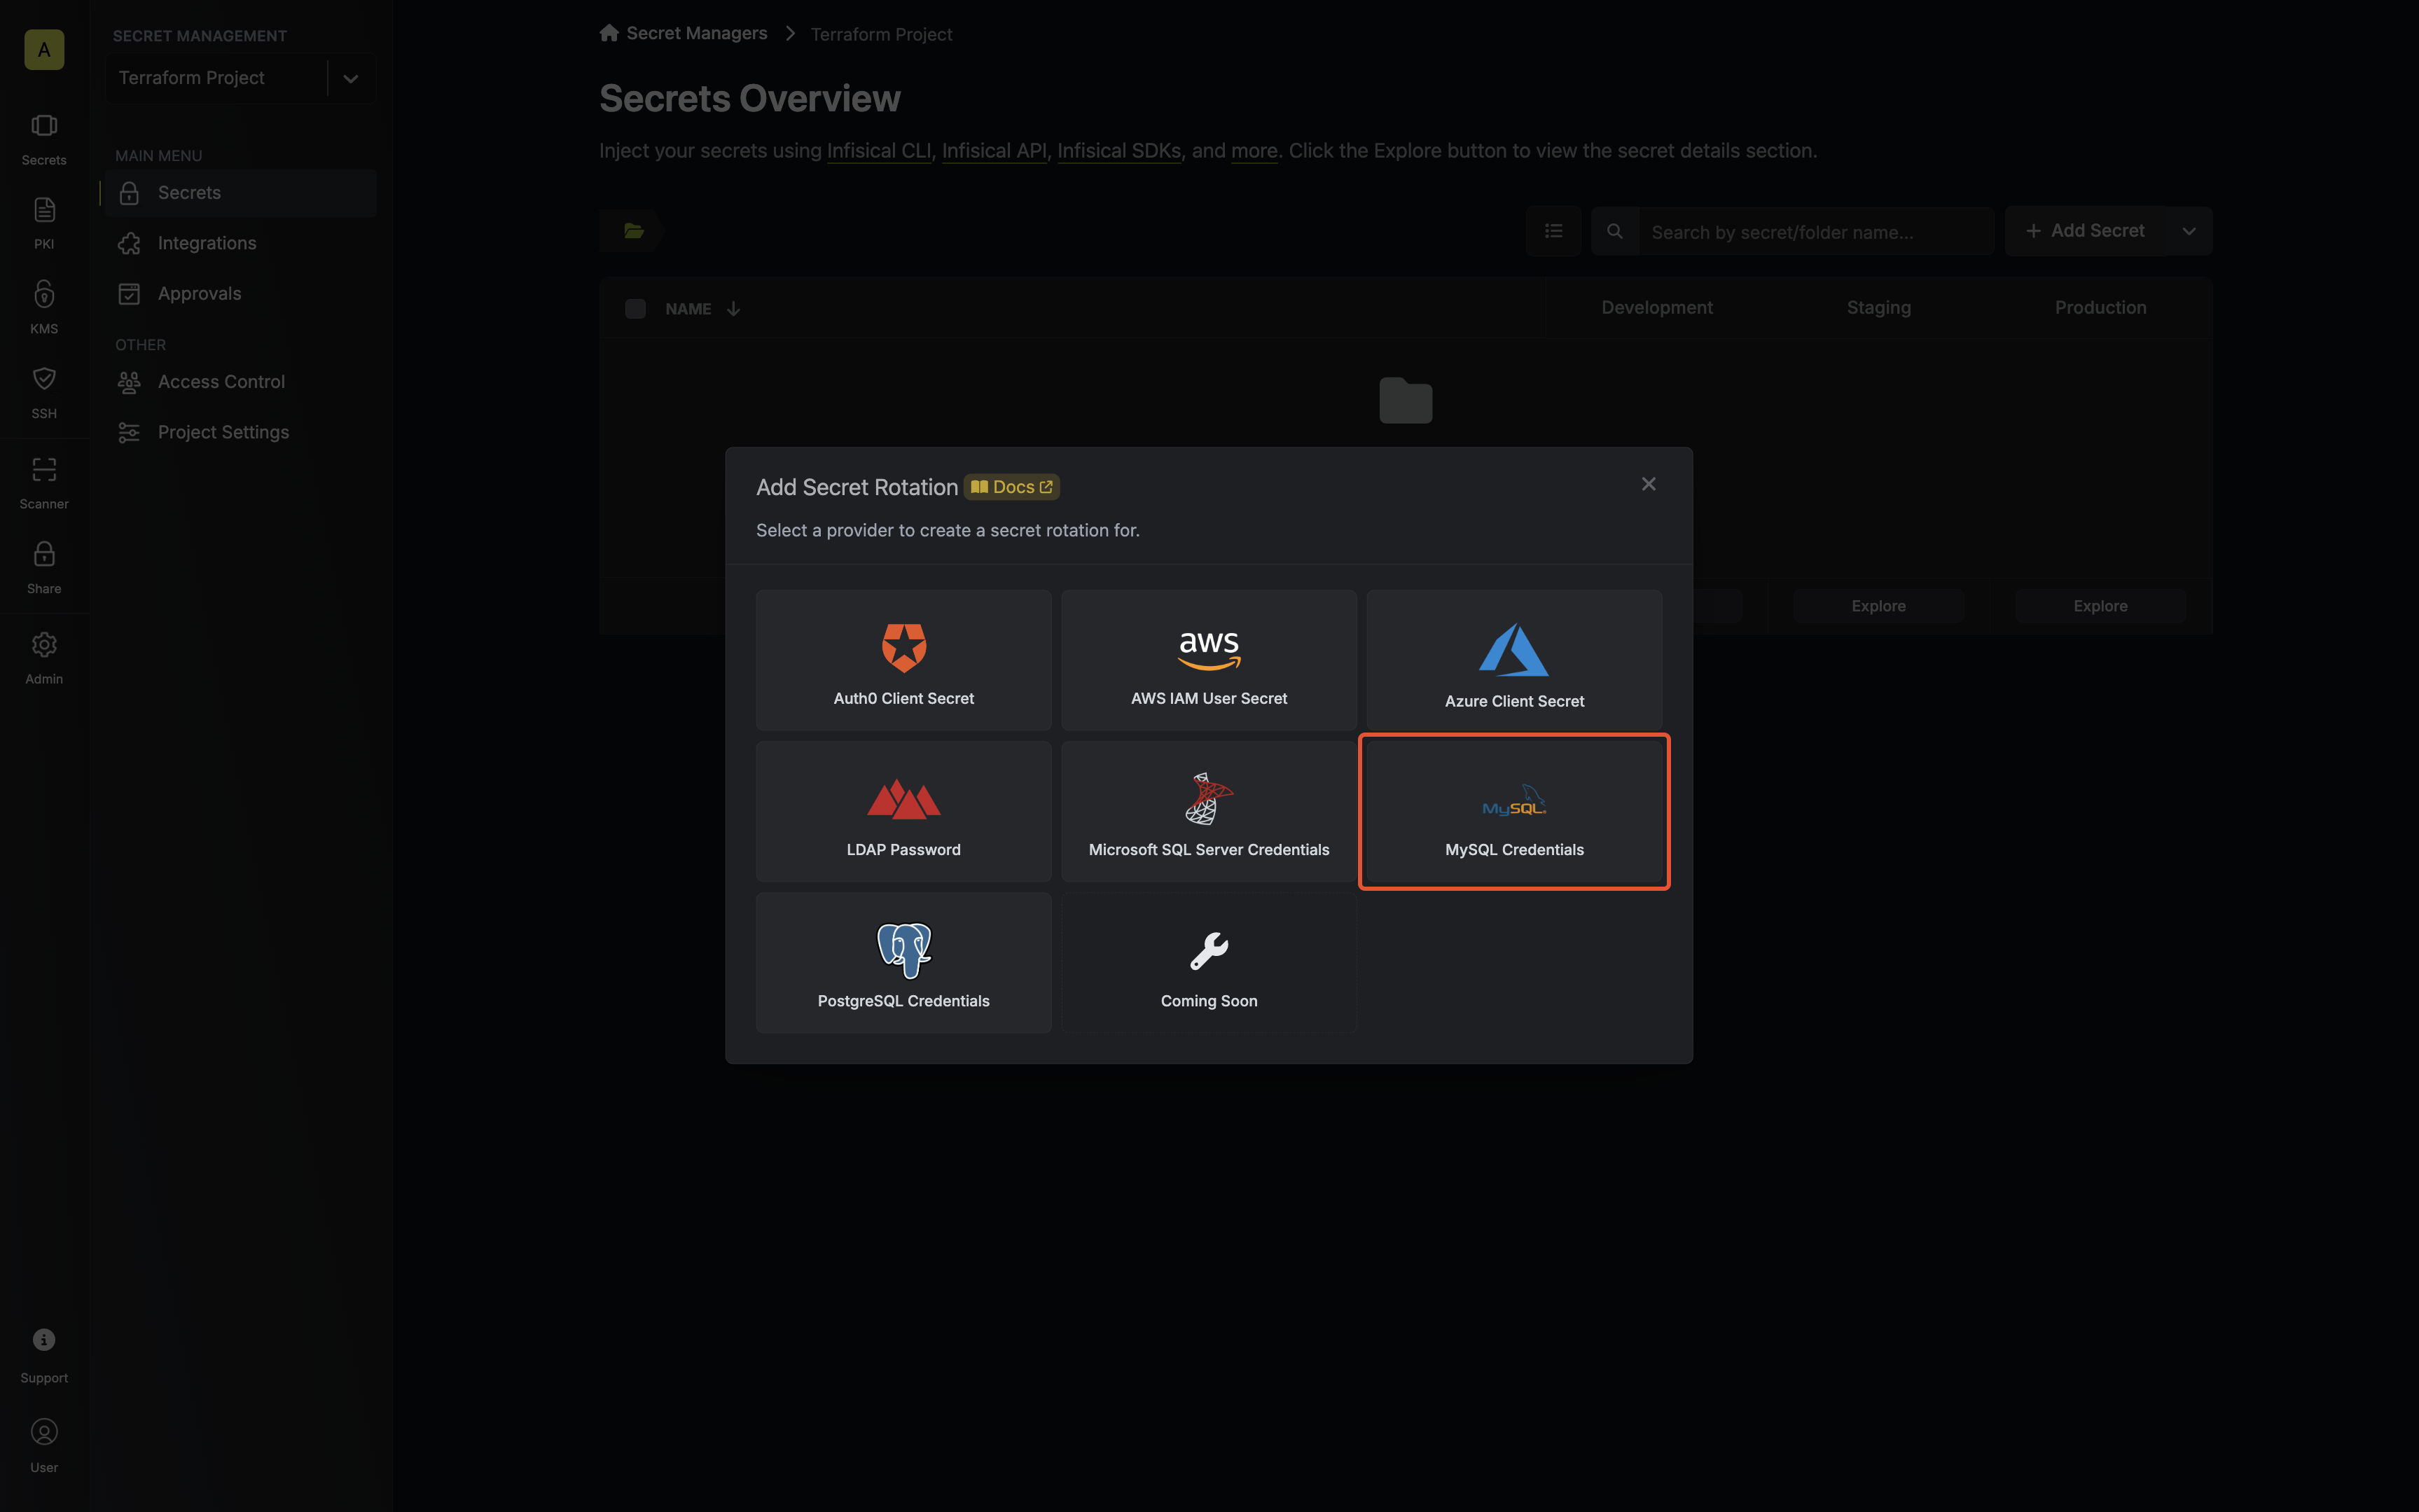 A
Secrets
PKI
KMS
SSH
Scanner
Share
Admin
Support
User
SECRET MANAGEMENT
Terraform Project
MAIN MENU
Secrets
Integrations
Approvals
OTHER
Access Control
Project Settings
Secret Managers
Terraform Project
Secrets Overview
Inject your secrets using Infisical CLI, Infisical API, Infisical SDKs, and more. Click the Explore button to view the secret details section.
Search by secret/folder name...
Add Secret
NAME
Development
Staging
Production
Explore
Explore
Add Secret Rotation
Docs
Select a provider to create a secret rotation for.
Auth0 Client Secret
aws
AWS IAM User Secret
Azure Client Secret
LDAP Password
Microsoft SQL Server Credentials
MySQL®
MySQL Credentials
PostgreSQL Credentials
Coming Soon